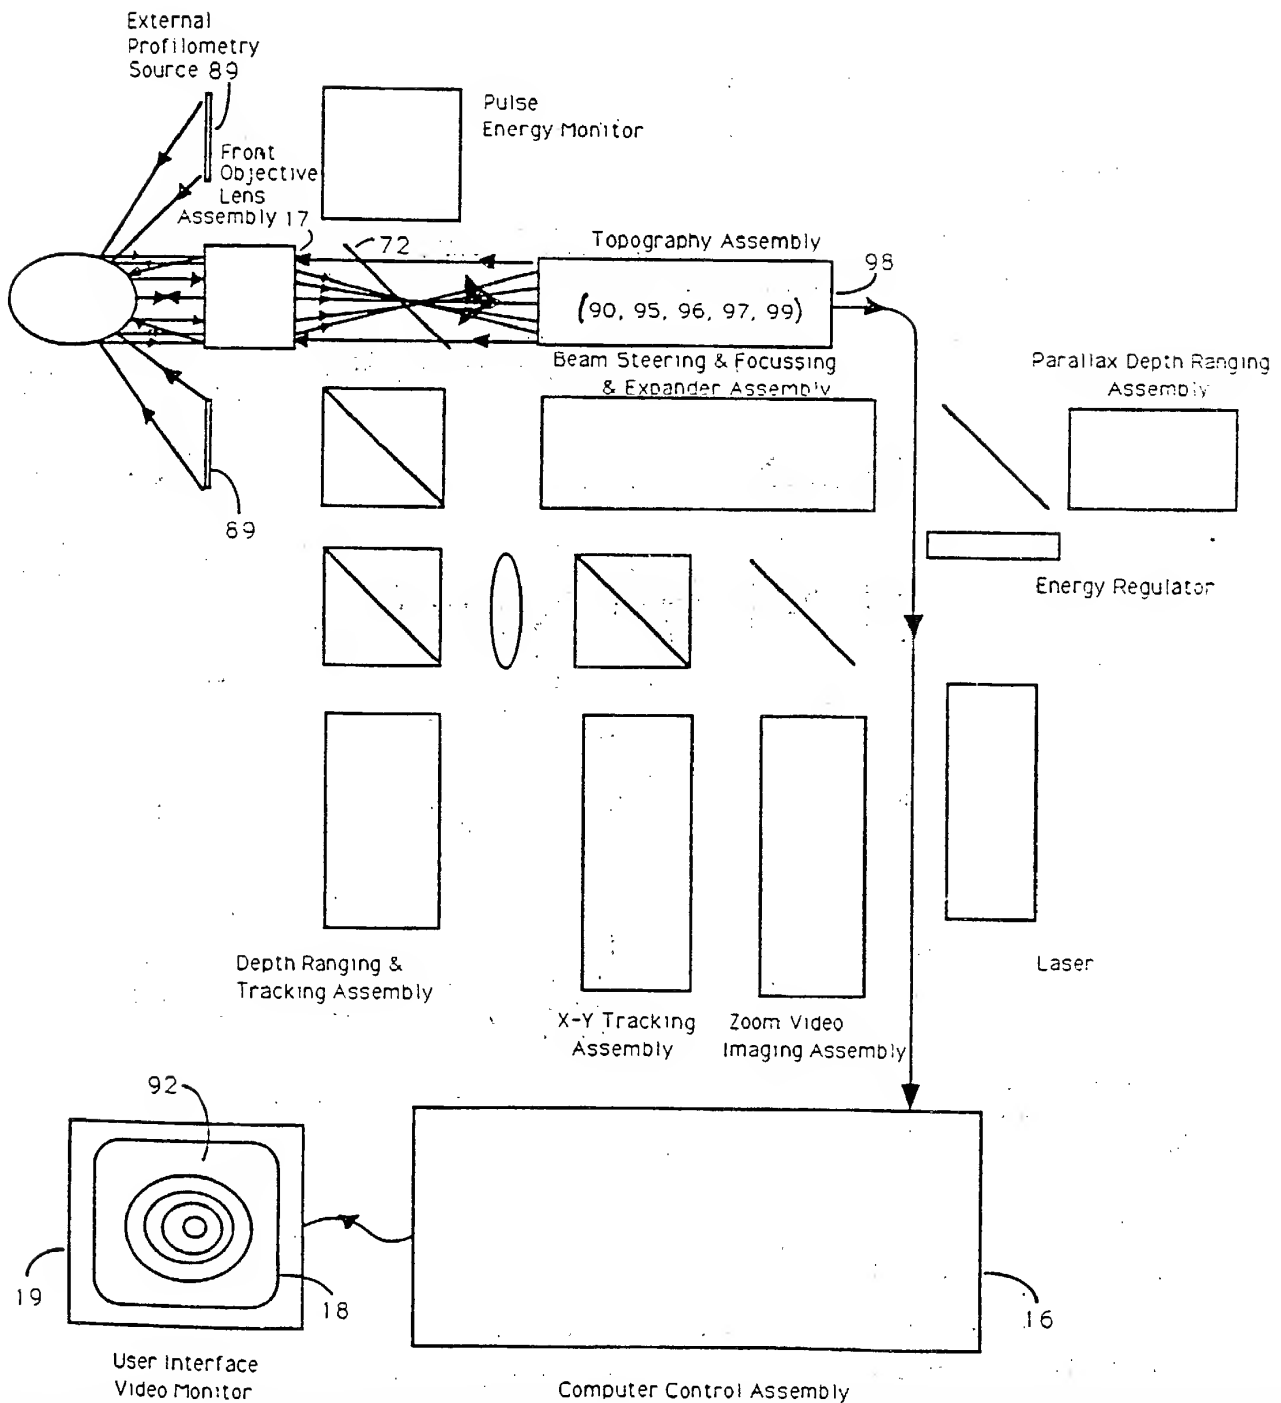 External
Profilometry
Source 89
Pulse
Energy Monitor
Front
Objective
Lens
Assembly 17
72
Topography Assembly
98
(90, 95, 96, 97, 99)
Beam Steering & Focussing
& Expander Assembly
Parallax Depth Ranging
Assembly
89
Energy Regulator
Depth Ranging &
Tracking Assembly
Laser
X-Y Tracking
Assembly
Zoom Video
Imaging Assembly
92
19
18
16
User Interface
Video Monitor
Computer Control Assembly